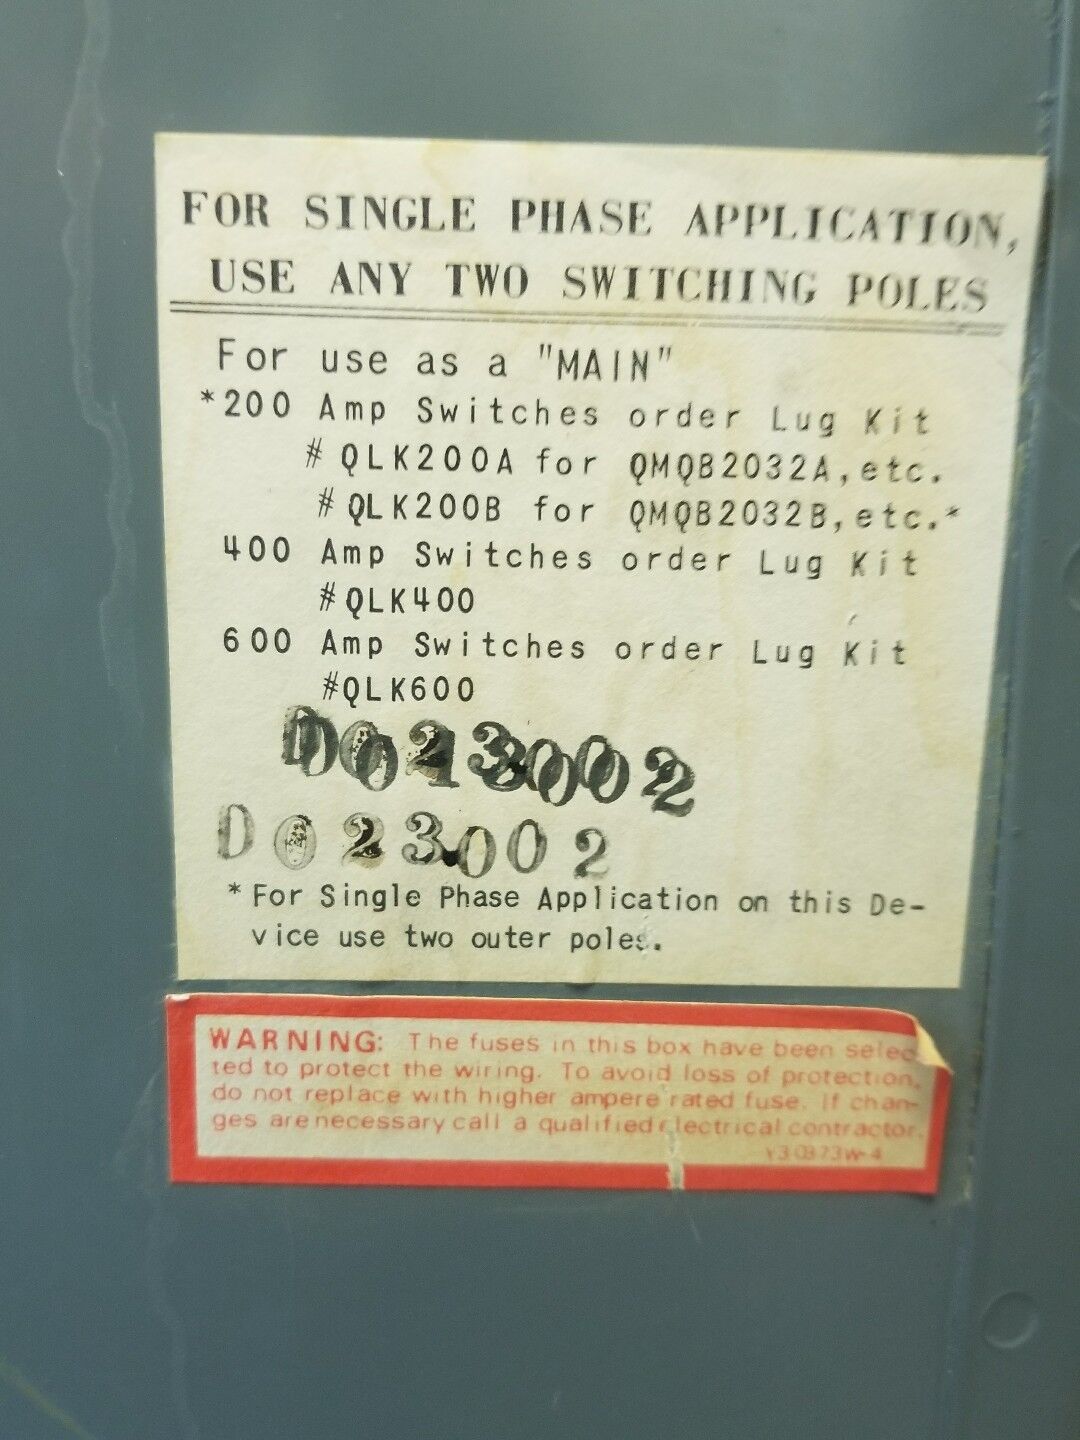 FOR SINGLE PHASE APPLICATION,
USE ANY TWO SWITCHING POLES
For use as a "MAIN"
*200 Amp Switches order Lug Kit
# QLK200A for QMQB2032A,etc.
# QLK200B for QMQB2032B,etc.*
400 Amp Switches order Lug Kit
#QLK400
600 Amp Switches order Lug Kit
#QLK600
D023002
*For Single Phase Application on this De-
vice use two outer poles.
WARNING: The fuses in this box have been selec-
ted to protect the wiring. To avoid loss of protection,
do not replace with higher ampere rated fuse. If chan-
ges are necessary call a qualified electrical contractor.